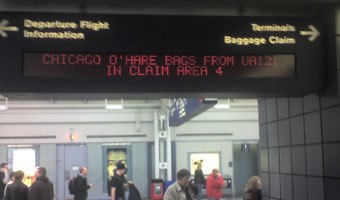 Departure Flight
Information
Terminals
Baggage Claim
CHICAGO O'HARE BAGS FROM UA121
IN CLAIM AREA 4